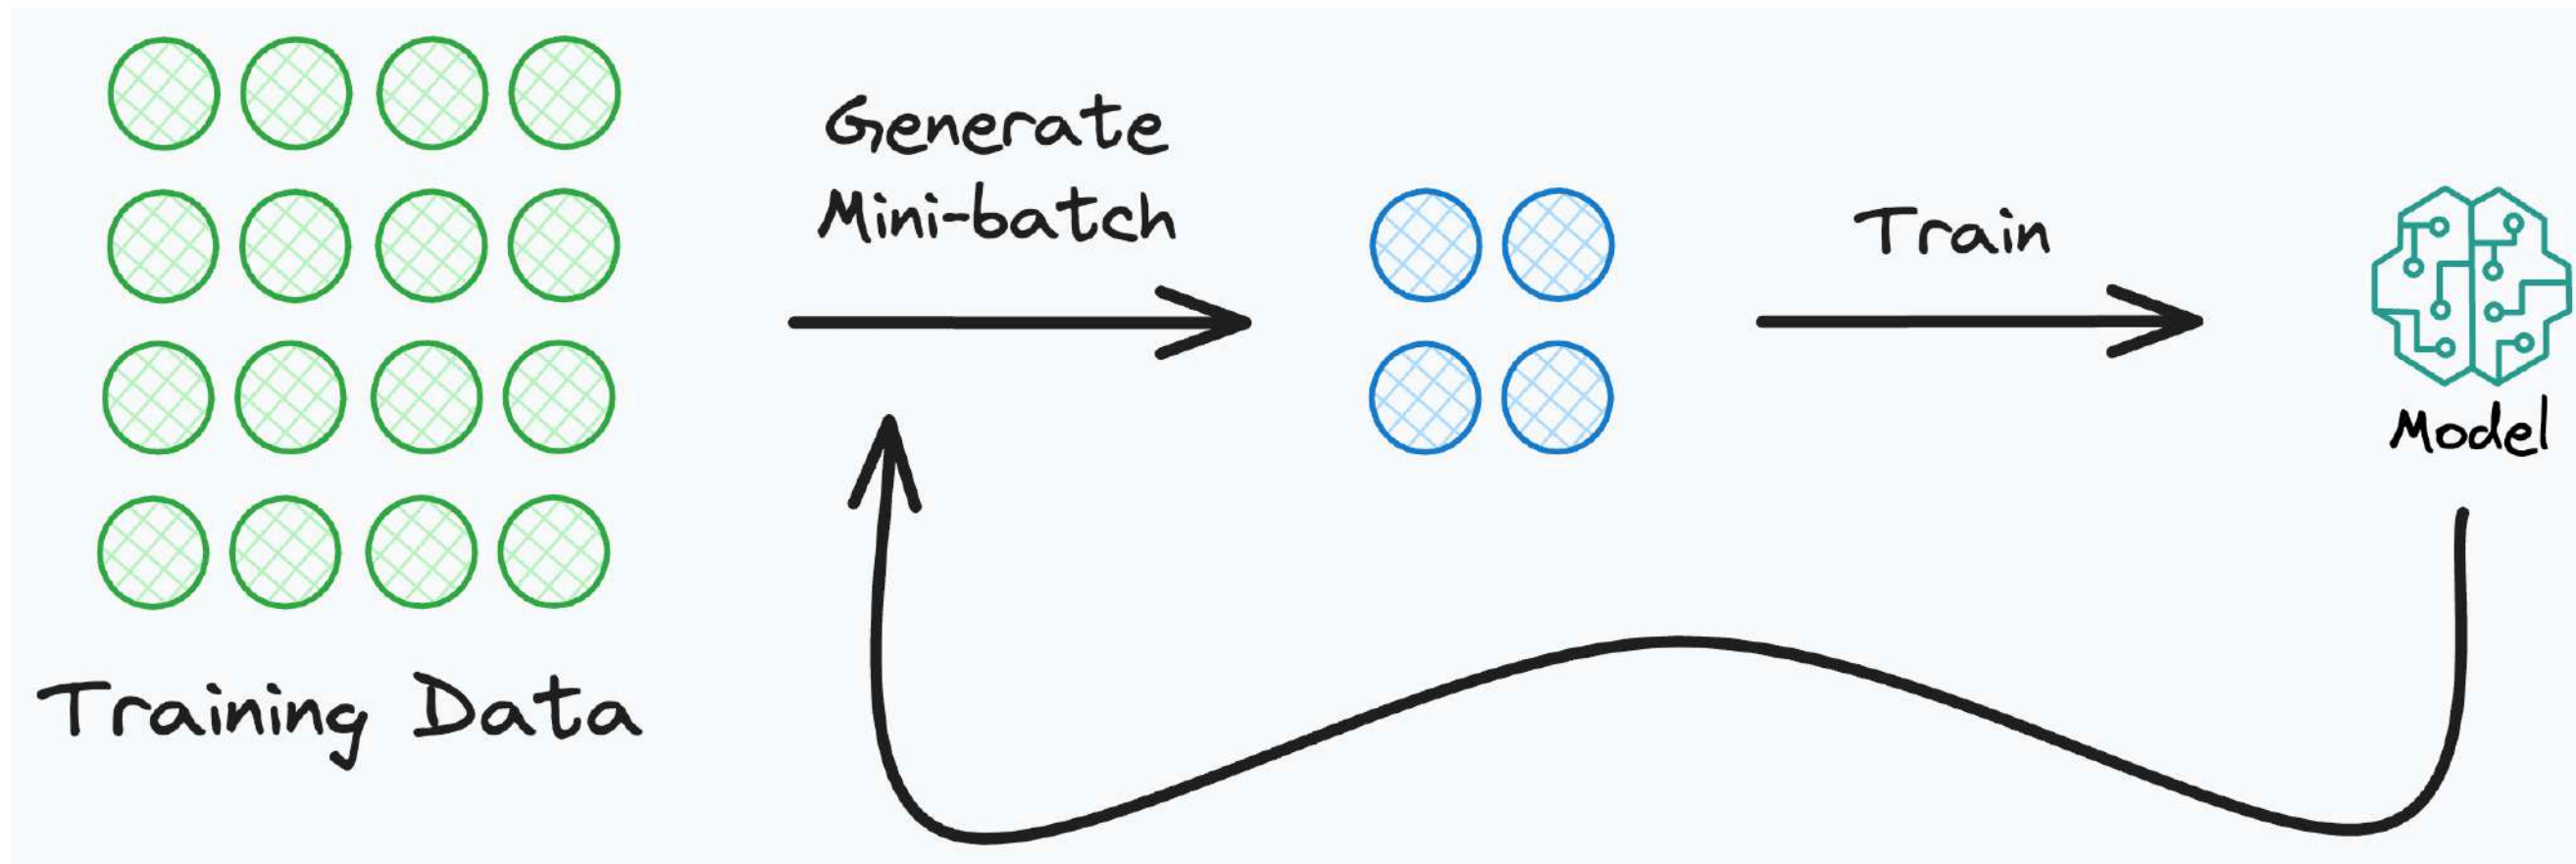 Generate
Mini-batch
Train
Model
Training Data